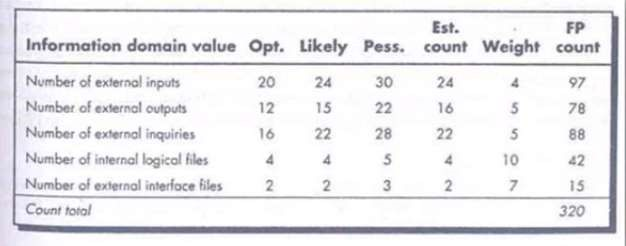 Est. FP
Information domain value Opt. Likely Pess. count Weight count
Number of external inputs 20 24 30 24 4 97
Number of external outputs 12 15 22 16 5 78
Number of external inquiries 16 22 28 22 5 88
Number of internal logical files 4 4 5 4 10 42
Number of external interface files 2 2 3 2 7 15
Count total 320